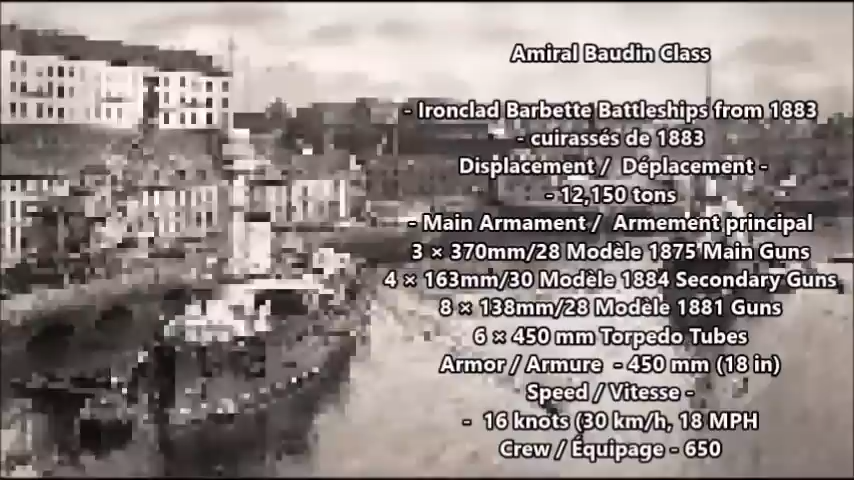 Amiral Baudin Class
- Ironclad Barbette Battleships from 1883
- cuirassés de 1883
Displacement / Déplacement -
- 12,150 tons
- Main Armament / Armement principal
3 × 370mm/28 Modèle 1875 Main Guns
4 × 163mm/30 Modèle 1884 Secondary Guns
8 × 138mm/28 Modèle 1881 Guns
6 × 450 mm Torpedo Tubes
Armor / Armure - 450 mm (18 in)
Speed / Vitesse -
- 16 knots (30 km/h, 18 MPH
Crew / Équipage - 650